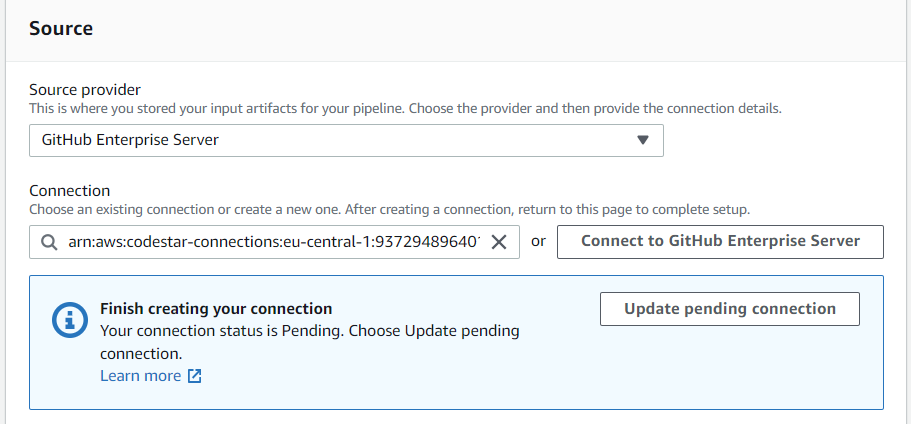 Source
Source provider
This is where you stored your input artifacts for your pipeline. Choose the provider and then provide the connection details.
GitHub Enterprise Server
Connection
Choose an existing connection or create a new one. After creating a connection, return to this page to complete setup.
arn:aws:codestar-connections:eu-central-1:93729489640 or Connect to GitHub Enterprise Server
Finish creating your connection
Update pending connection
Your connection status is Pending. Choose Update pending
connection.
Learn more